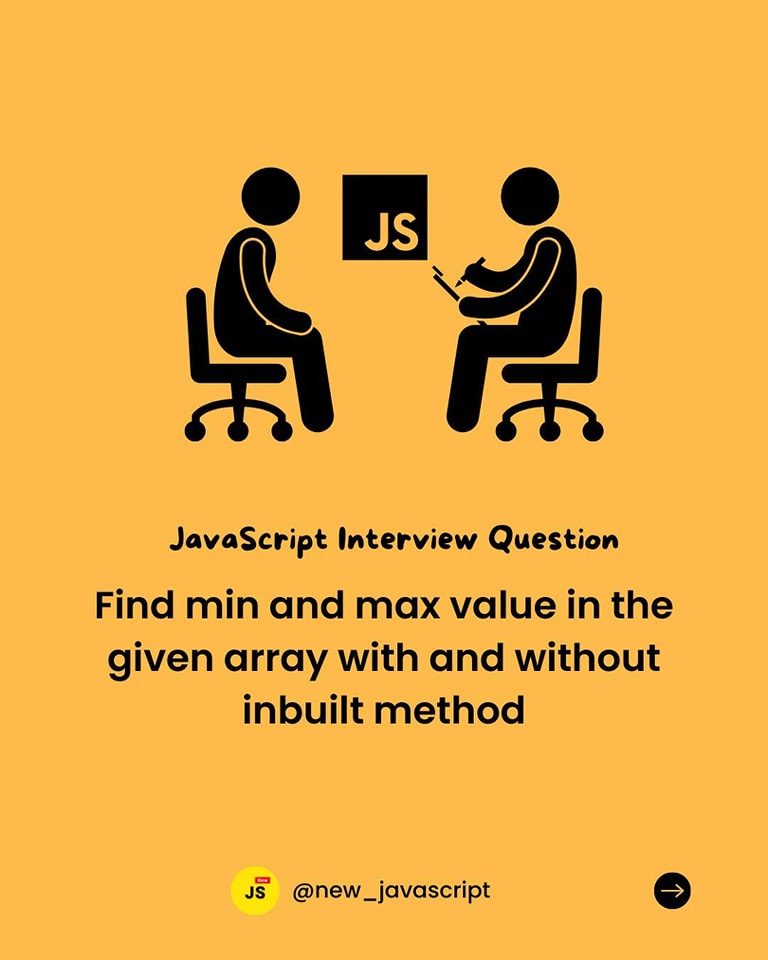 JS
JavaScript Interview Question
Find min and max value in the
given array with and without
inbuilt method
New
JS
@new_javascript